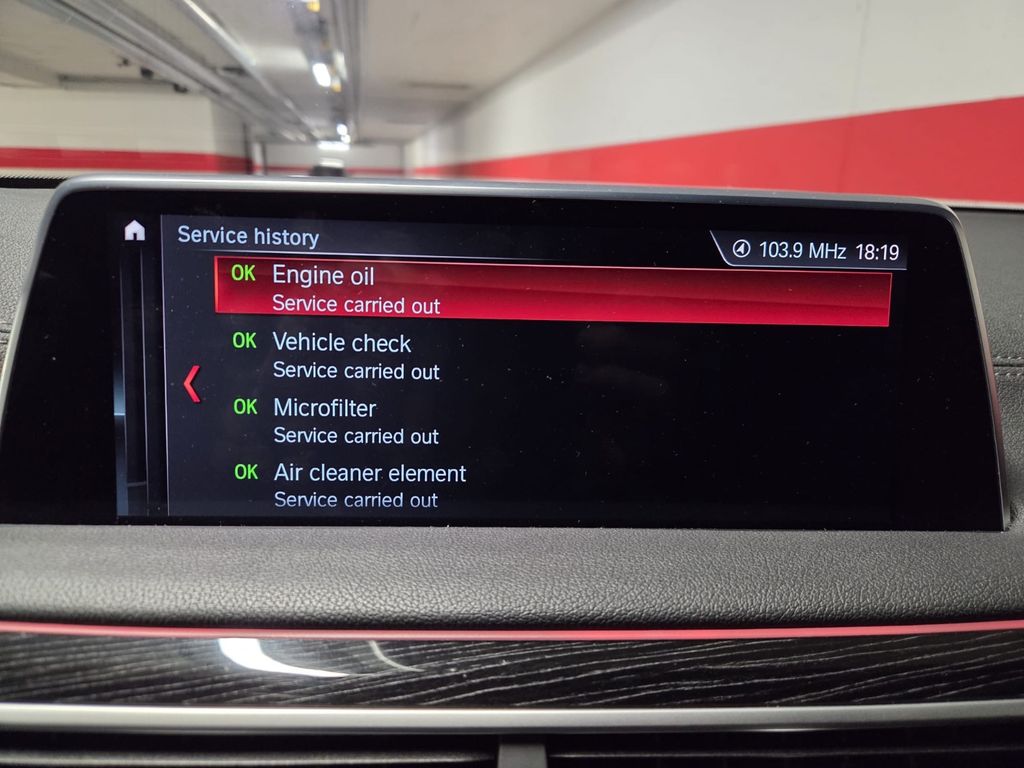 Service history
103.9 MHz 18:19
OK Engine oil
Service carried out
OK Vehicle check
Service carried out
OK Microfilter
Service carried out
OK Air cleaner element
Service carried out